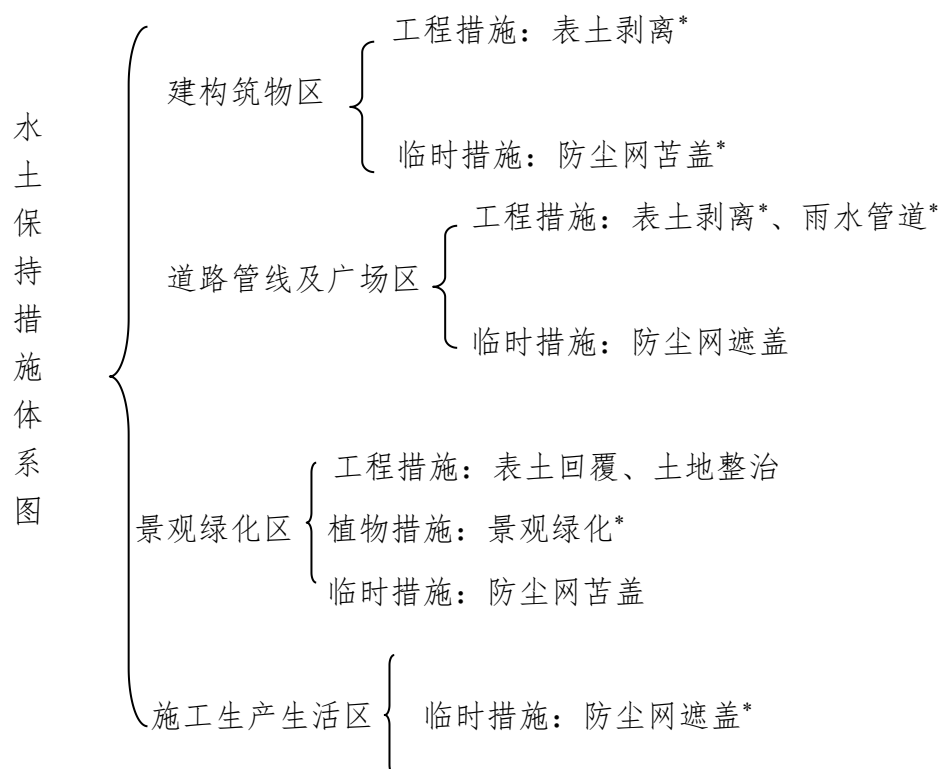 水土保持措施体系图
建构筑物区
工程措施：表土剥离*
临时措施：防尘网苫盖*
道路管线及广场区
工程措施：表土剥离*、雨水管道*
临时措施：防尘网遮盖
景观绿化区
工程措施：表土回覆、土地整治
植物措施：景观绿化*
临时措施：防尘网苫盖
施工生产生活区
临时措施：防尘网遮盖*